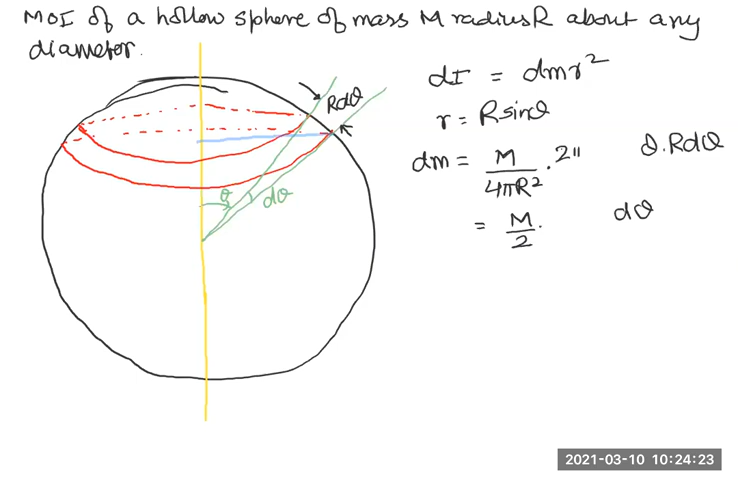 MOI of a hollow sphere of mass M radius R about any
diameter.
dI = dmr²
Rdθ
r = Rsinθ
dm = M/4πR² . 2π θ.Rdθ
θ dθ
= M/2 . dθ
2021-03-10 10:24:23